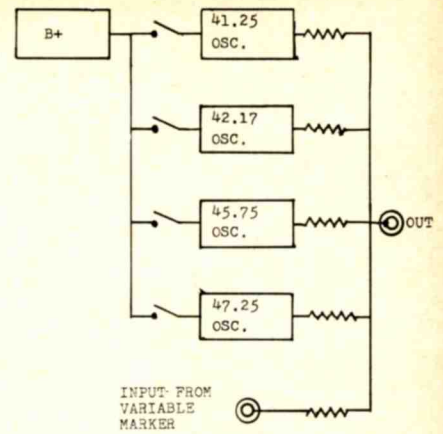 B+
41.25
OSC.
42.17
OSC.
45.75
OSC.
OUT
47.25
OSC.
INPUT FROM
VARIABLE
MARKER